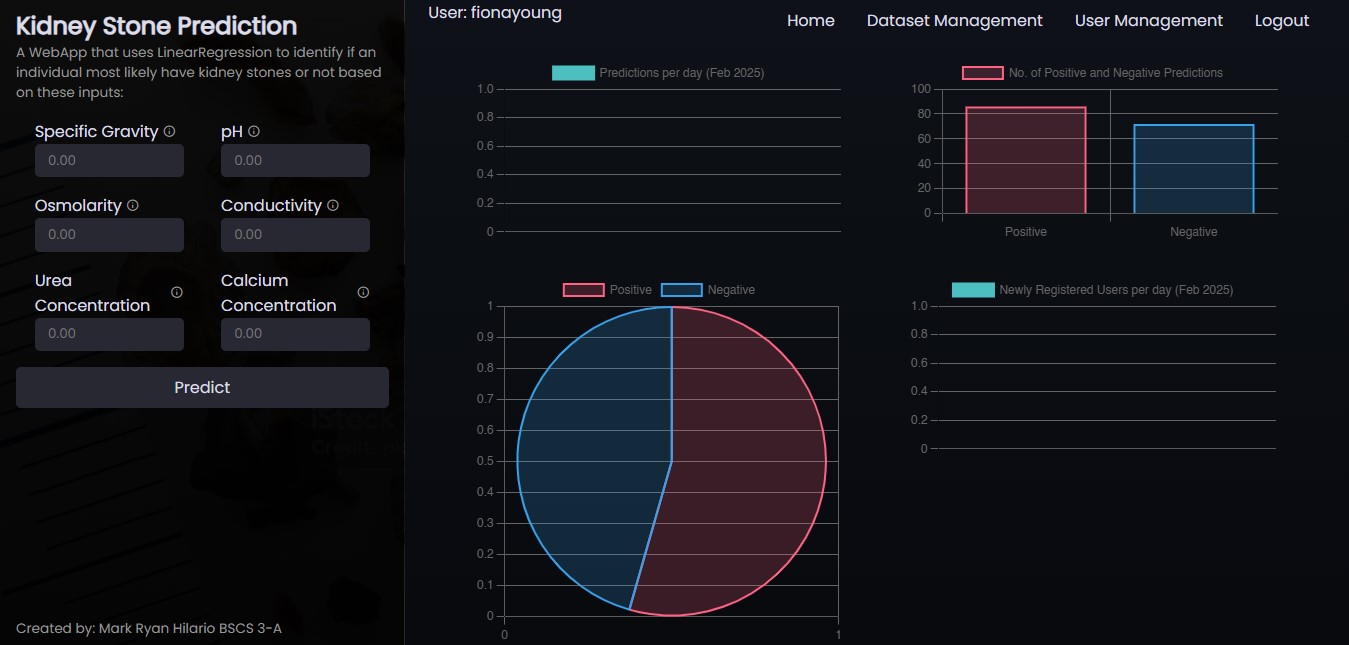 Kidney Stone Prediction
A WebApp that uses LinearRegression to identify if an
individual most likely have kidney stones or not based
on these inputs:
Specific Gravity
pH
0.00
0.00
Osmolarity
Conductivity
0.00
0.00
Urea
Concentration
Calcium
Concentration
0.00
0.00
Predict
iStock
Created by: Mark Ryan Hilario BSCS 3-A
User: fionayoung
Home Dataset Management User Management Logout
Predictions per day (Feb 2025)
1.0
0.8
0.6
0.4
0.2
0
No. of Positive and Negative Predictions
100
80
60
40
20
0
Positive Negative
Positive Negative
1
0.9
0.8
0.7
0.6
0.5
0.4
0.3
0.2
0.1
0
0 1
Newly Registered Users per day (Feb 2025)
1.0
0.8
0.6
0.4
0.2
0